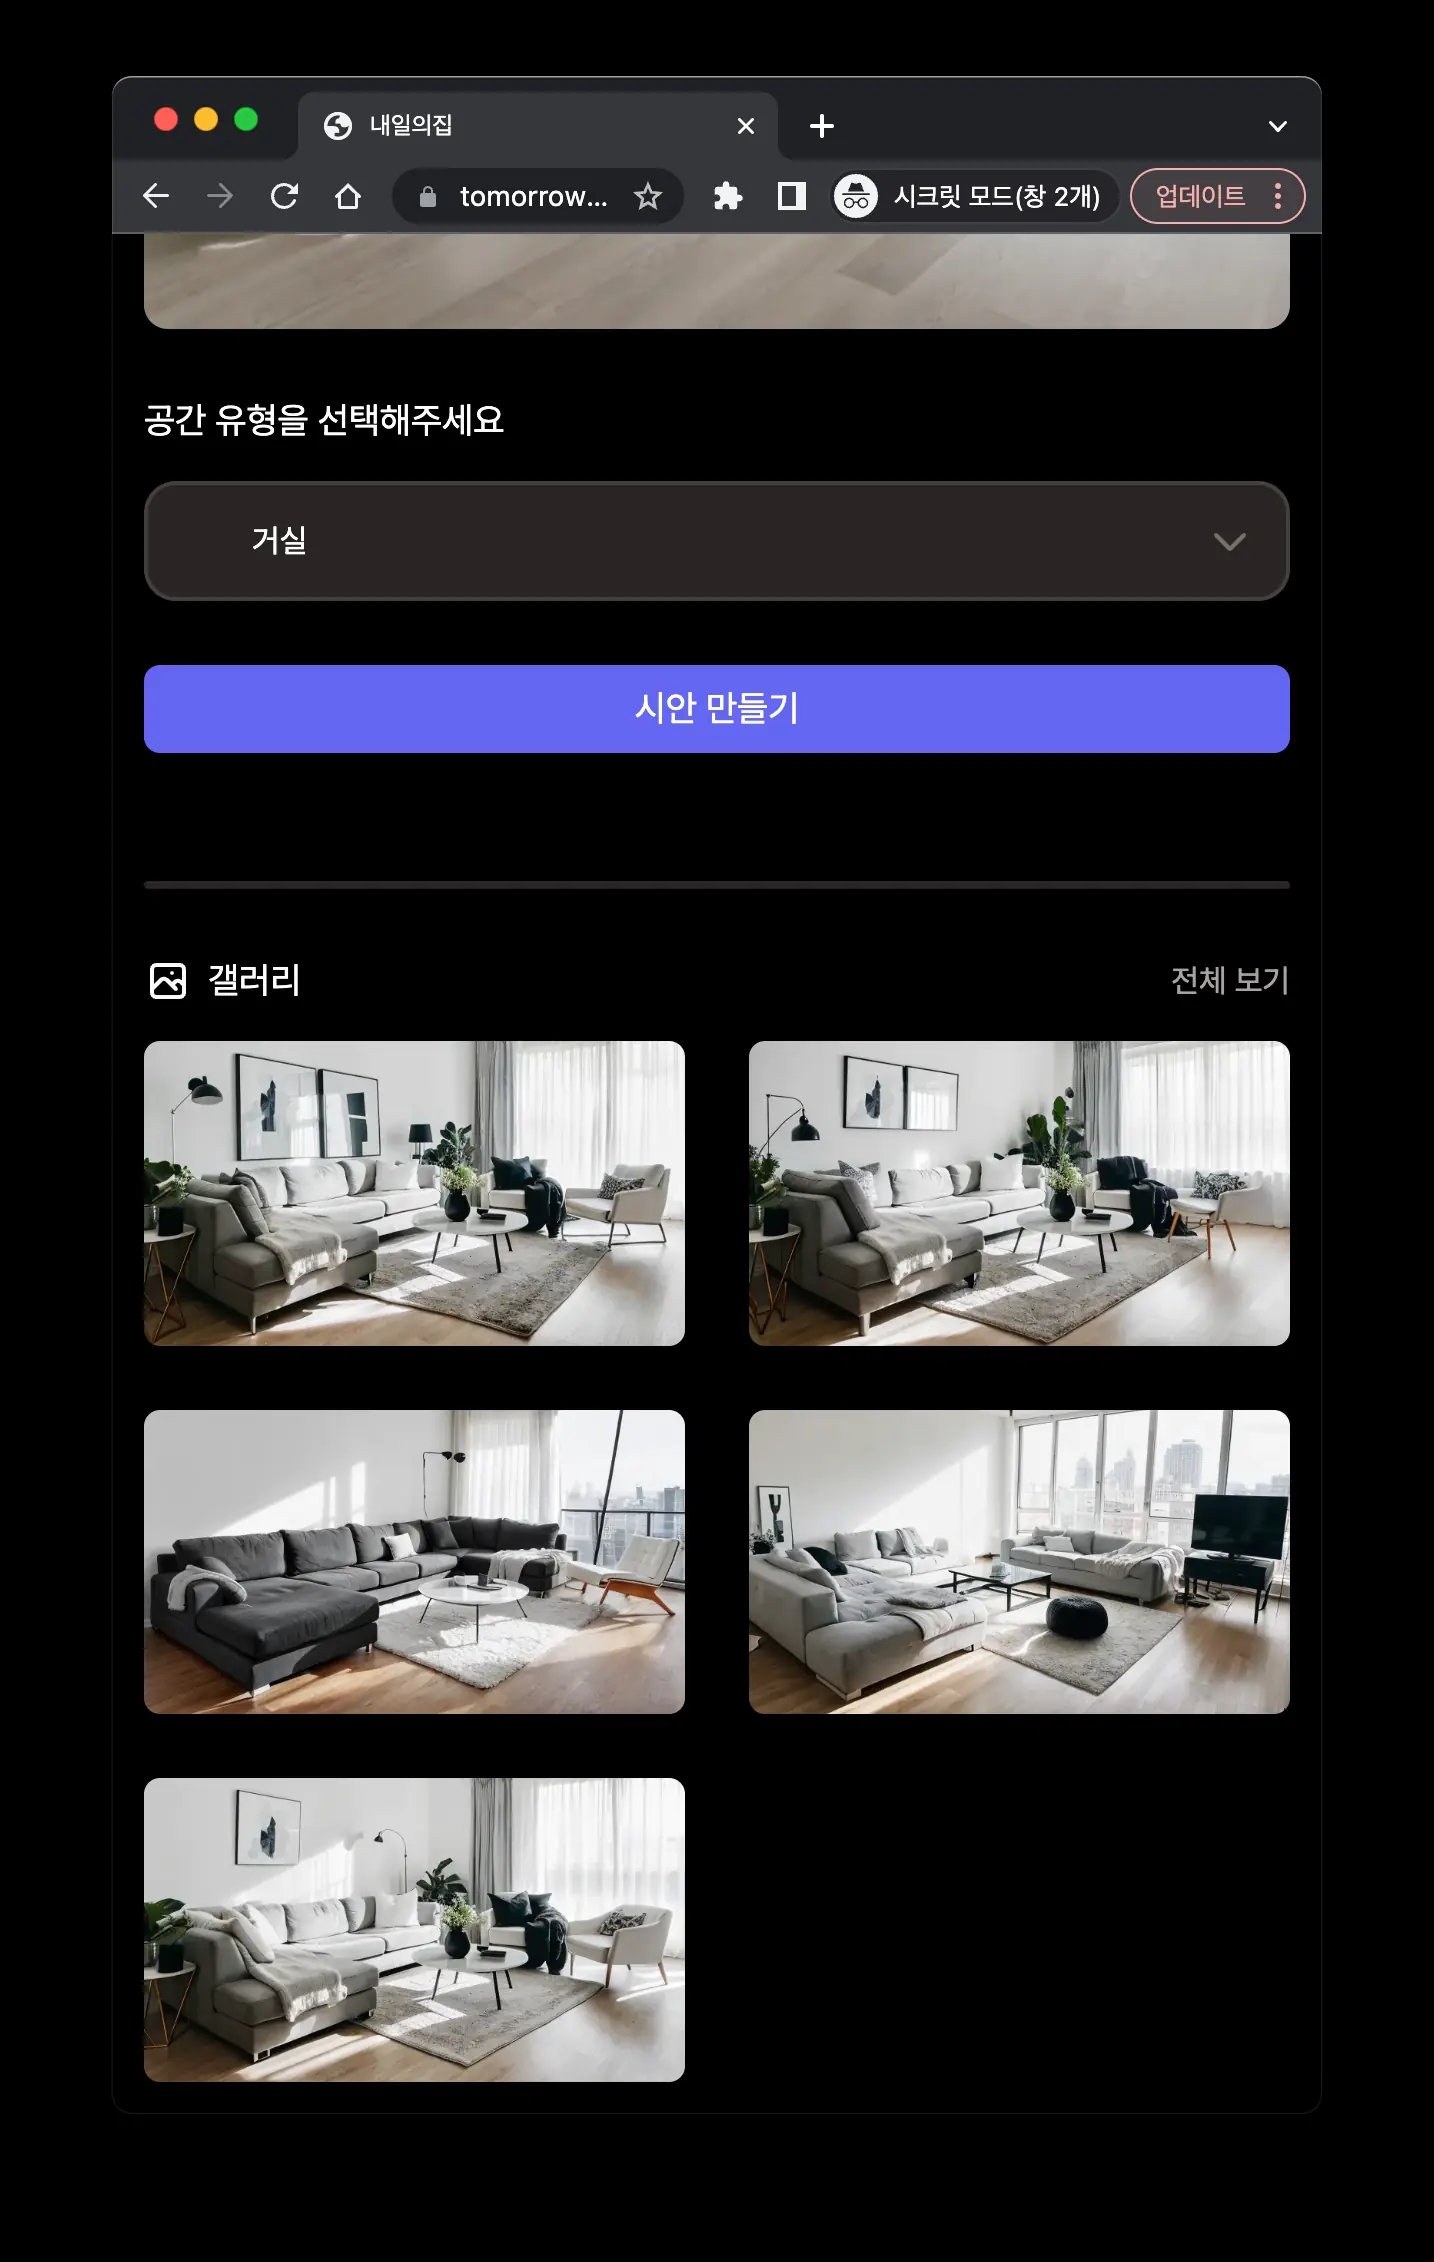 내일의집
tomorrow...
시크릿 모드(창 2개)
업데이트
공간 유형을 선택해주세요
거실
시안 만들기
갤러리
전체 보기